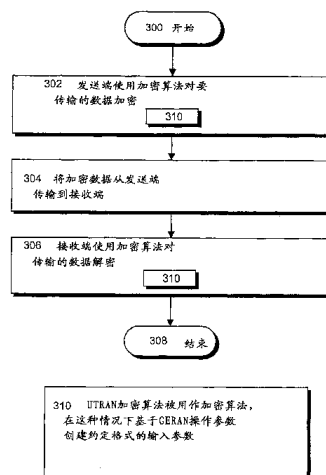 300 开始
302 发送端使用加密算法对要
传输的数据加密
310
304 将加密数据从发送端
传输到接收端
306 接收端使用加密算法对
传输的数据解密
310
308 结束
310 UTRAN加密算法被用作加密算法,
在这种情况下基于GERAN操作参数
创建约定格式的输入参数